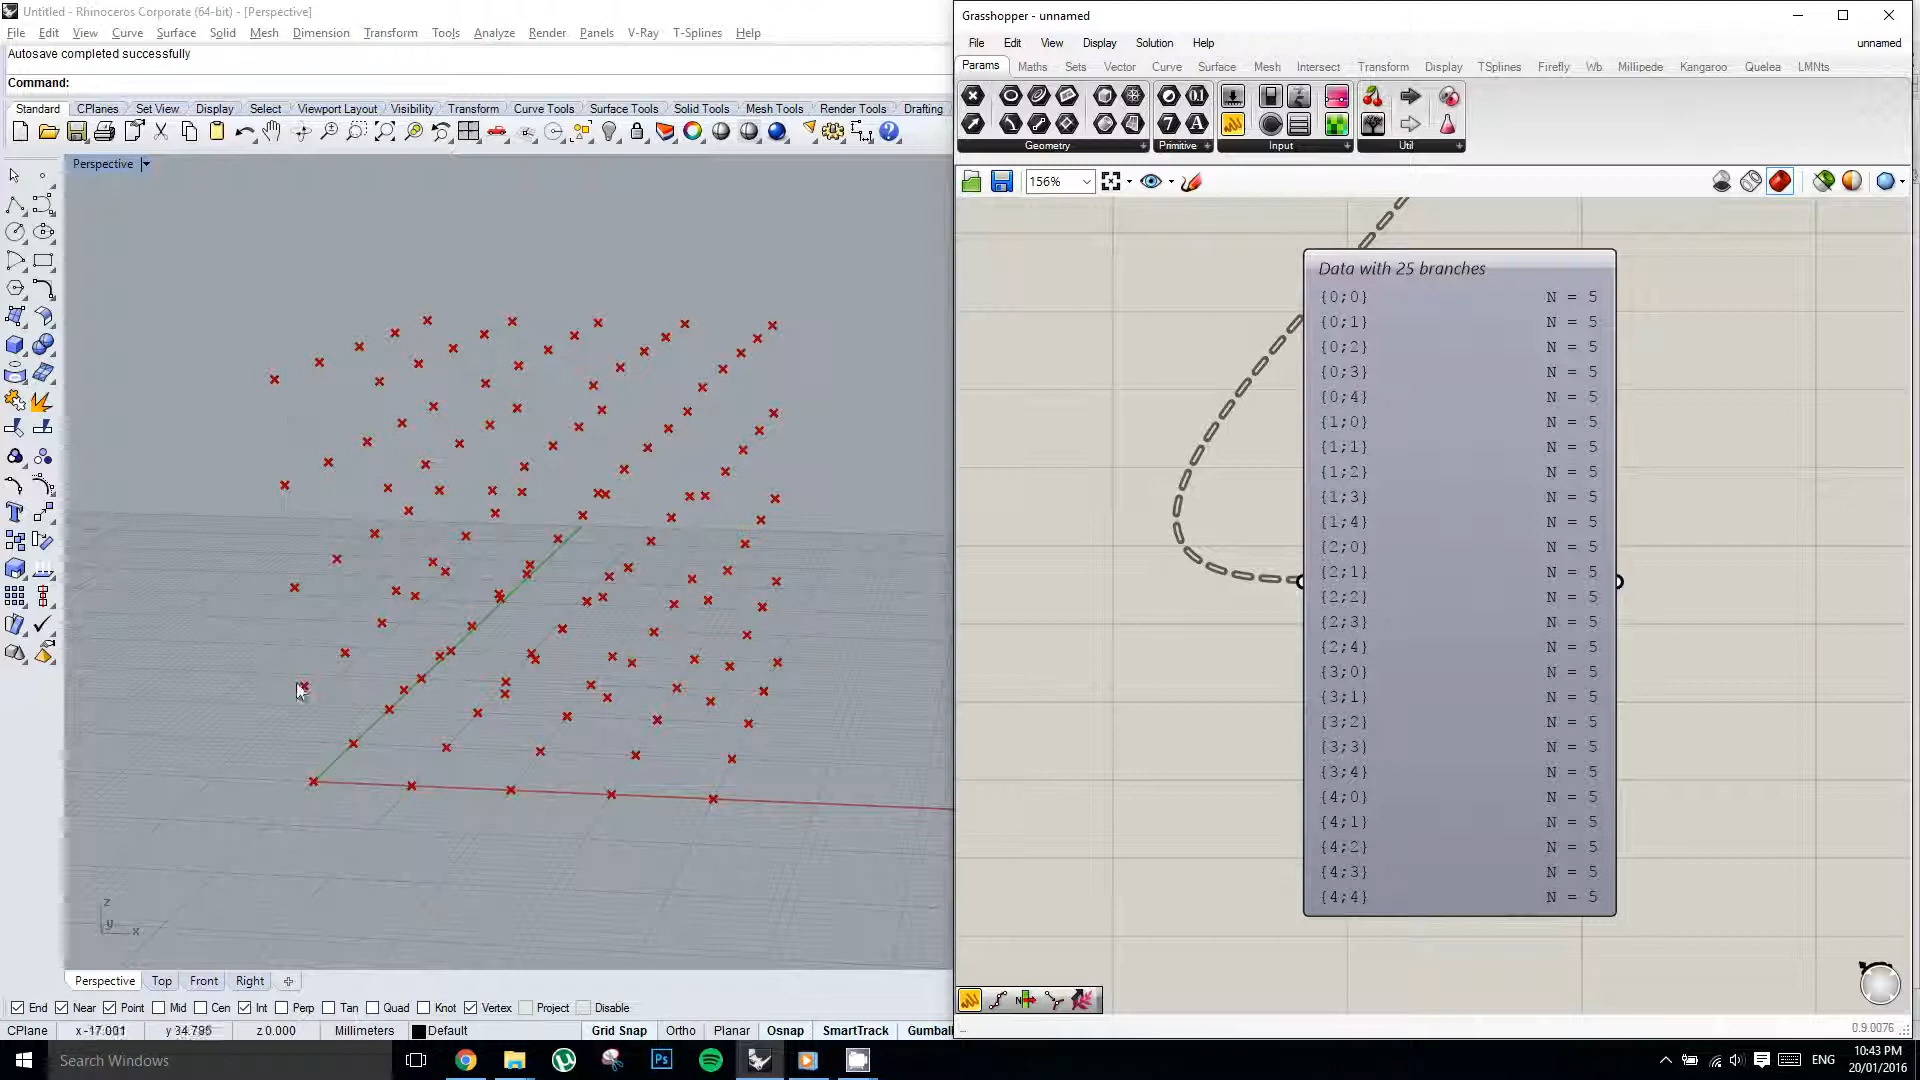 Untitled - Rhinoceros Corporate (64-bit) - [Perspective]
File Edit View Curve Surface Solid Mesh Dimension Transform Tools Analyze Render Panels V-Ray T-Splines Help
Autosave completed successfully
Command:
Standard CPlanes Set View Display Select Viewport Layout Visibility Transform Curve Tools Surface Tools Solid Tools Mesh Tools Render Tools Drafting
Perspective
z
y
x
Perspective Top Front Right
End Near Point Mid Cen Int Perp Tan Quad Knot Vertex Project Disable
CPlane x -17.001 y 34.795 z 0.000 Millimeters Default Grid Snap Ortho Planar Osnap SmartTrack Gumball
Grasshopper - unnamed
File Edit View Display Solution Help unnamed
Params Maths Sets Vector Curve Surface Mesh Intersect Transform Display TSplines Firefly Wb Millipede Kangaroo Quelea LMNts
Geometry Primitive Input Util
156%
Data with 25 branches
{0;0} N = 5
{0;1} N = 5
{0;2} N = 5
{0;3} N = 5
{0;4} N = 5
{1;0} N = 5
{1;1} N = 5
{1;2} N = 5
{1;3} N = 5
{1;4} N = 5
{2;0} N = 5
{2;1} N = 5
{2;2} N = 5
{2;3} N = 5
{2;4} N = 5
{3;0} N = 5
{3;1} N = 5
{3;2} N = 5
{3;3} N = 5
{3;4} N = 5
{4;0} N = 5
{4;1} N = 5
{4;2} N = 5
{4;3} N = 5
{4;4} N = 5
0.9.0076
Search Windows
ENG
10:43 PM
20/01/2016